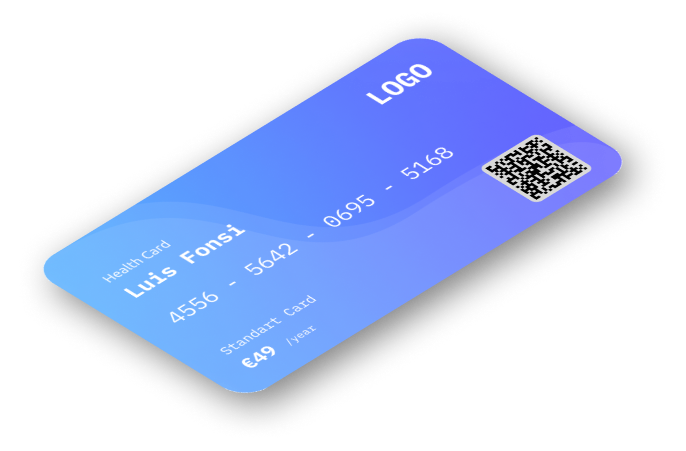 LOGO
Health Card
Luis Fonsi
4556 - 5642 - 0695 - 5168
Standart Card
€49 /year